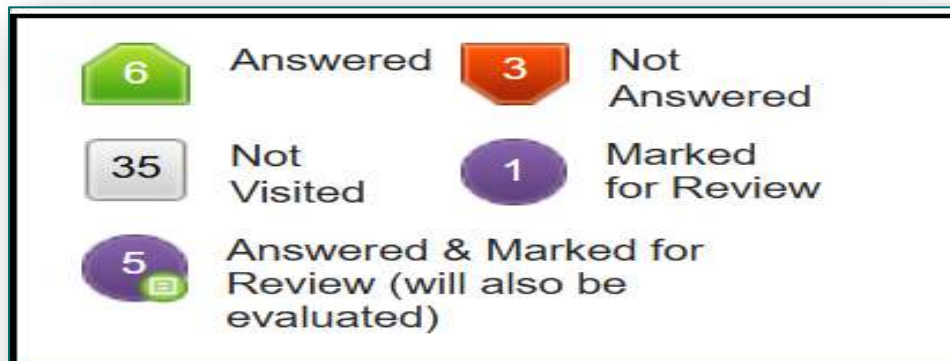 6 Answered
3 Not
Answered
35 Not
Visited
1 Marked
for Review
5 Answered & Marked for
Review (will also be
evaluated)